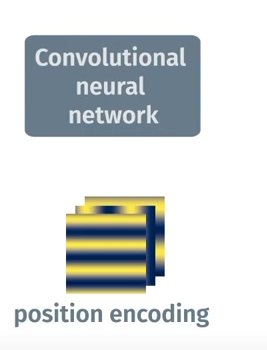 Convolutional
neural
network
position encoding